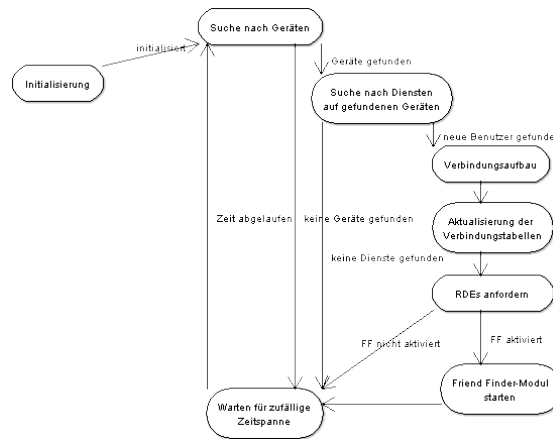 Suche nach Geräten
initialisiert
Geräte gefunden
Initialisierung
Suche nach Diensten
auf gefundenen Geräten
neue Benutzer gefunde
Verbindungsaufbau
Zeit abgelaufen
keine Geräte gefunden
Aktualisierung der
Verbindungstabellen
keine Dienste gefunden
RDEs anfordern
FF nicht aktiviert
FF aktiviert
Friend Finder-Modul
starten
Warten für zufällige
Zeitspanne